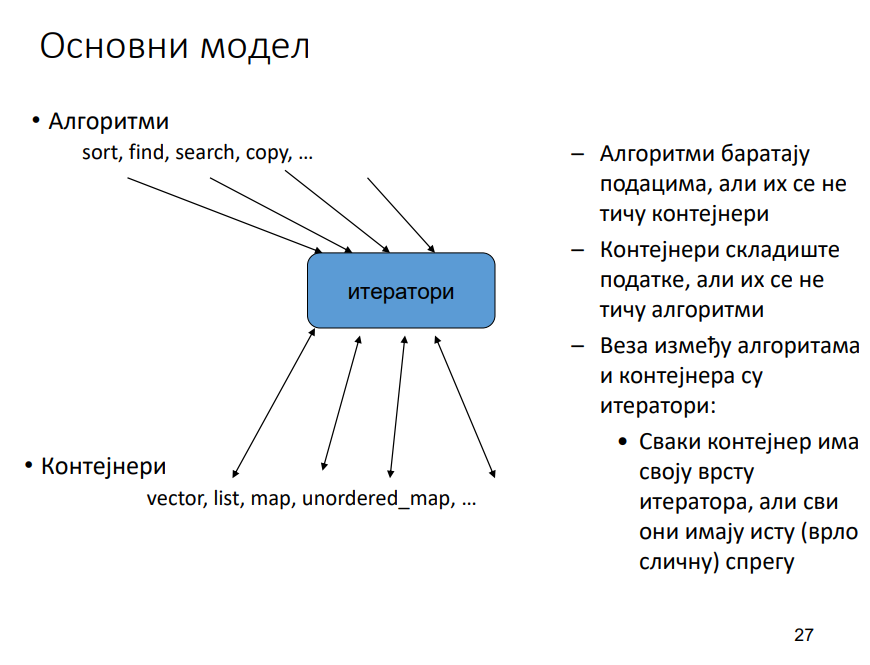 Основни модел
• Алгоритми
sort, find, search, copy, …
итератори
• Контејнери
vector, list, map, unordered_map, …
– Алгоритми баратају
подацима, али их се не
тичу контејнери
– Контејнери складиште
податке, али их се не
тичу алгоритми
– Веза између алгоритама
и контејнера су
итератори:
• Сваки контејнер има
своју врсту
итератора, али сви
они имају исту (врло
сличну) спрегу
27